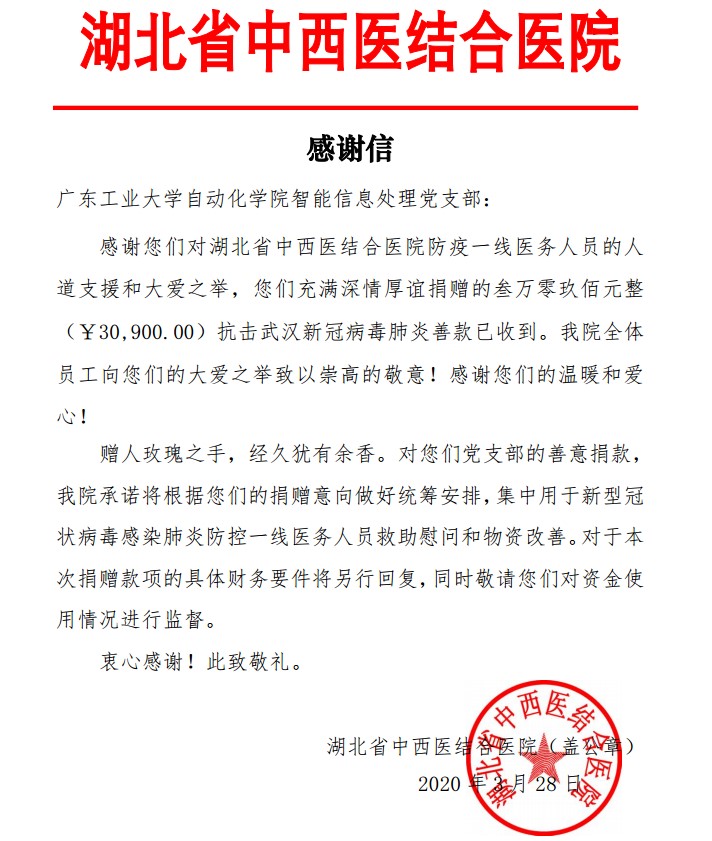 湖北省中西医结合医院
感谢信
广东工业大学自动化学院智能信息处理党支部：
感谢您们对湖北省中西医结合医院防疫一线医务人员的人
道支援和大爱之举，您们充满深情厚谊捐赠的叁万零玖佰元整
（￥30,900.00）抗击武汉新冠病毒肺炎善款已收到。我院全体
员工向您们的大爱之举致以崇高的敬意！感谢您们的温暖和爱
心！
赠人玫瑰之手，经久犹有余香。对您们党支部的善意捐款，
我院承诺将根据您们的捐赠意向做好统筹安排，集中用于新型冠
状病毒感染肺炎防控一线医务人员救助慰问和物资改善。对于本
次捐赠款项的具体财务要件将另行回复，同时敬请您们对资金使
用情况进行监督。
衷心感谢！此致敬礼。
湖北省中西医结合医院（盖公章）
2020 年 3 月 28 日
湖北省中西医结合医院